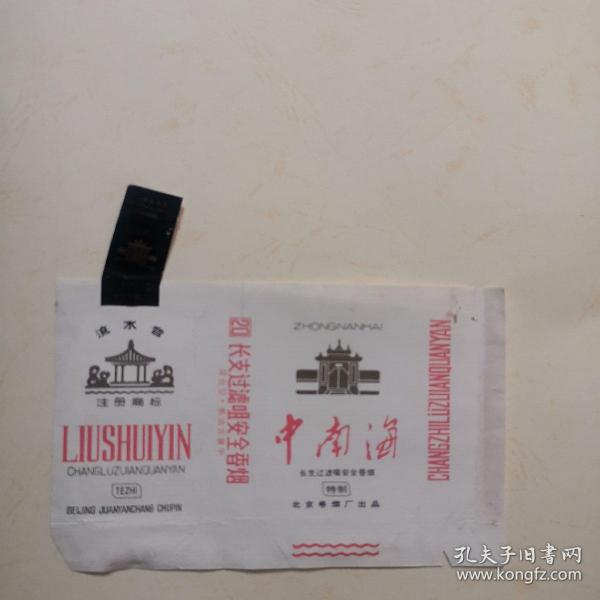 流水音
注册商标
LIUSHUIYIN
CHANGLUZUIANQUANYAN
TEZHI
BEIJING JUANYANCHANG CHUPIN
20 长支过滤咀安全香烟
ZHONGNANHAI
中南海
长支过滤嘴安全香烟
特制
北京卷烟厂出品
CHANGZHILÜZUIANQUANYAN
孔夫子旧书网
www.kongfz.com